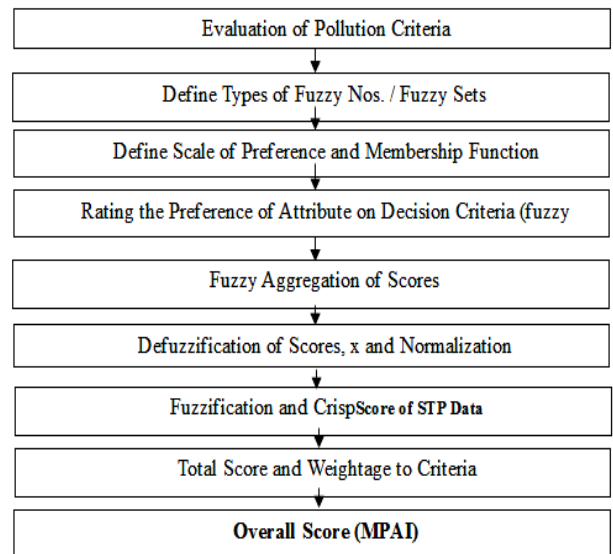 Evaluation of Pollution Criteria
Define Types of Fuzzy Nos. / Fuzzy Sets
Define Scale of Preference and Membership Function
Rating the Preference of Attribute on Decision Criteria (fuzzy
Fuzzy Aggregation of Scores
Defuzzification of Scores, x and Normalization
Fuzzification and CrispScore of STP Data
Total Score and Weightage to Criteria
Overall Score (MPAI)